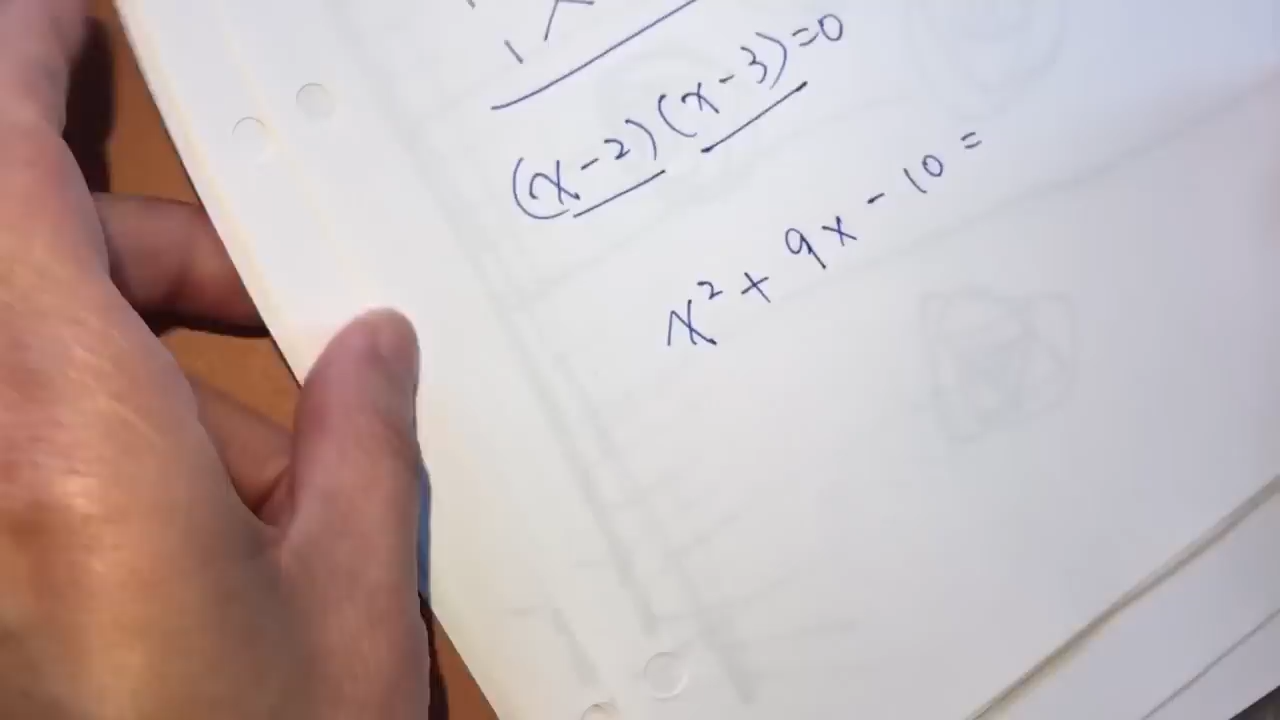 (x-2)(x-3)=0
x² + 9x - 10 =